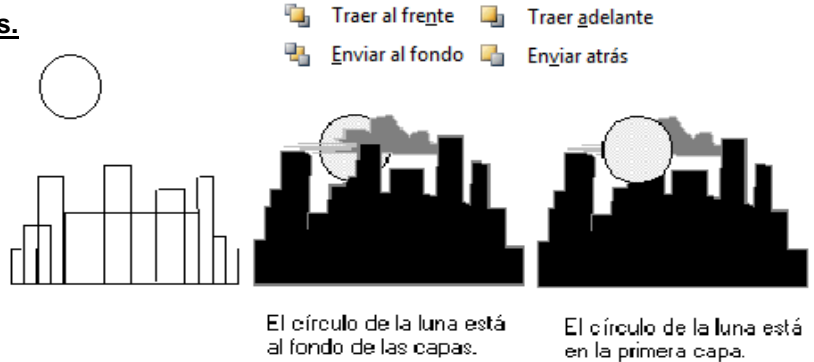 s.
Traer al frente Traer adelante
Enviar al fondo Enviar atrás
El círculo de la luna está
al fondo de las capas.
El círculo de la luna está
en la primera capa.